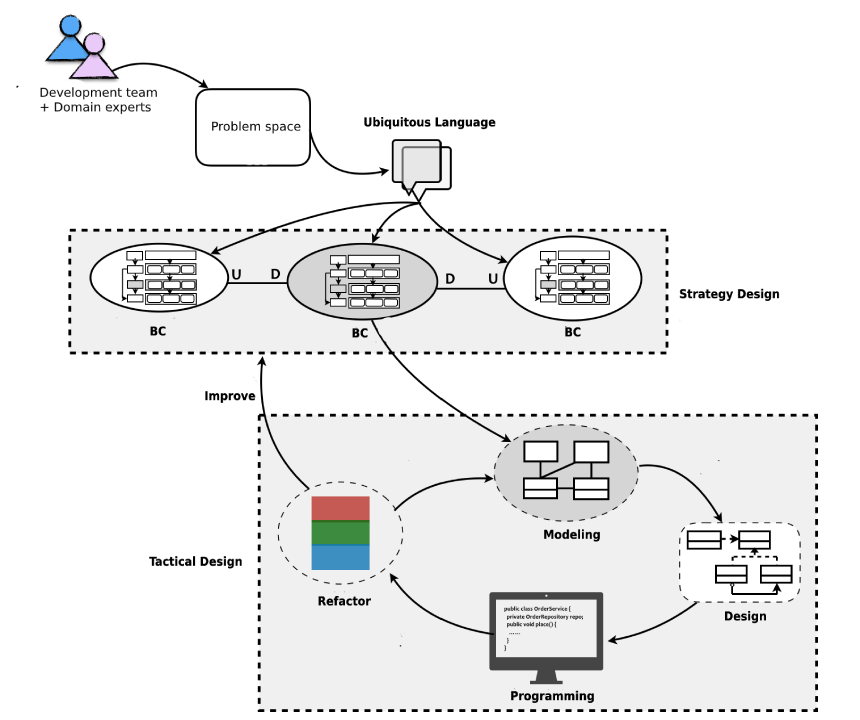 Development team
+ Domain experts
Problem space
Ubiquitous Language
U
D
D
U
BC
BC
BC
Strategy Design
Improve
Modeling
Tactical Design
Refactor
Design
public class OrderService {
private OrderRepository repo;
public void place() {
......
}
}
Programming